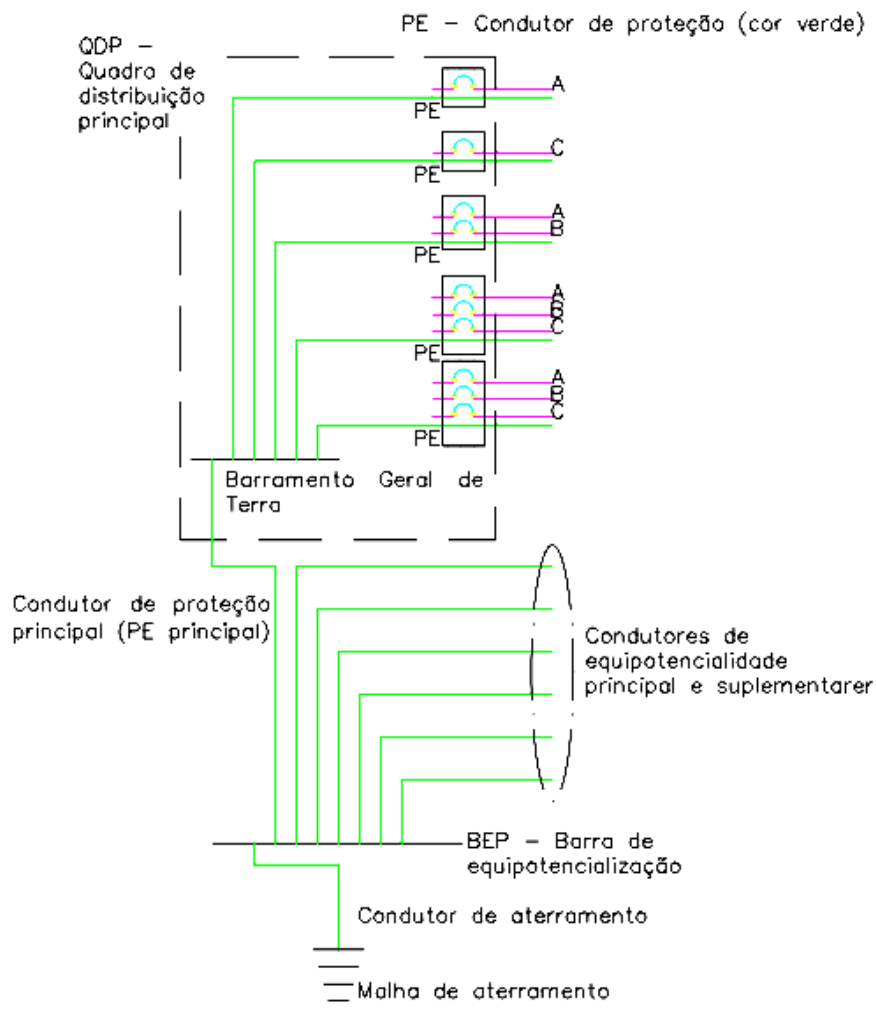 PE - Condutor de proteção (cor verde)
QDP -
Quadro de
distribuição
principal
A
PE
C
PE
A
B
PE
A
B
C
PE
A
B
C
PE
Barramento Geral de
Terra
Condutor de proteção
principal (PE principal)
Condutores de
equipotencialidade
principal e suplementarer
BEP - Barra de
equipotencialização
Condutor de aterramento
Malha de aterramento